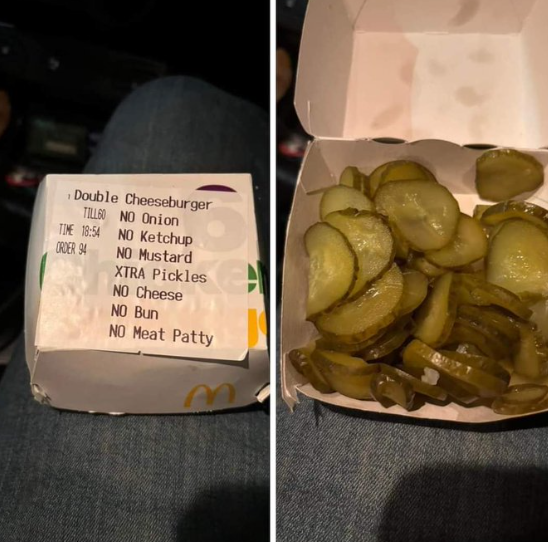 Double Cheeseburger
TILL60 NO Onion
TIME 18:54 NO Ketchup
ORDER 94 NO Mustard
XTRA Pickles
NO Cheese
NO Bun
NO Meat Patty